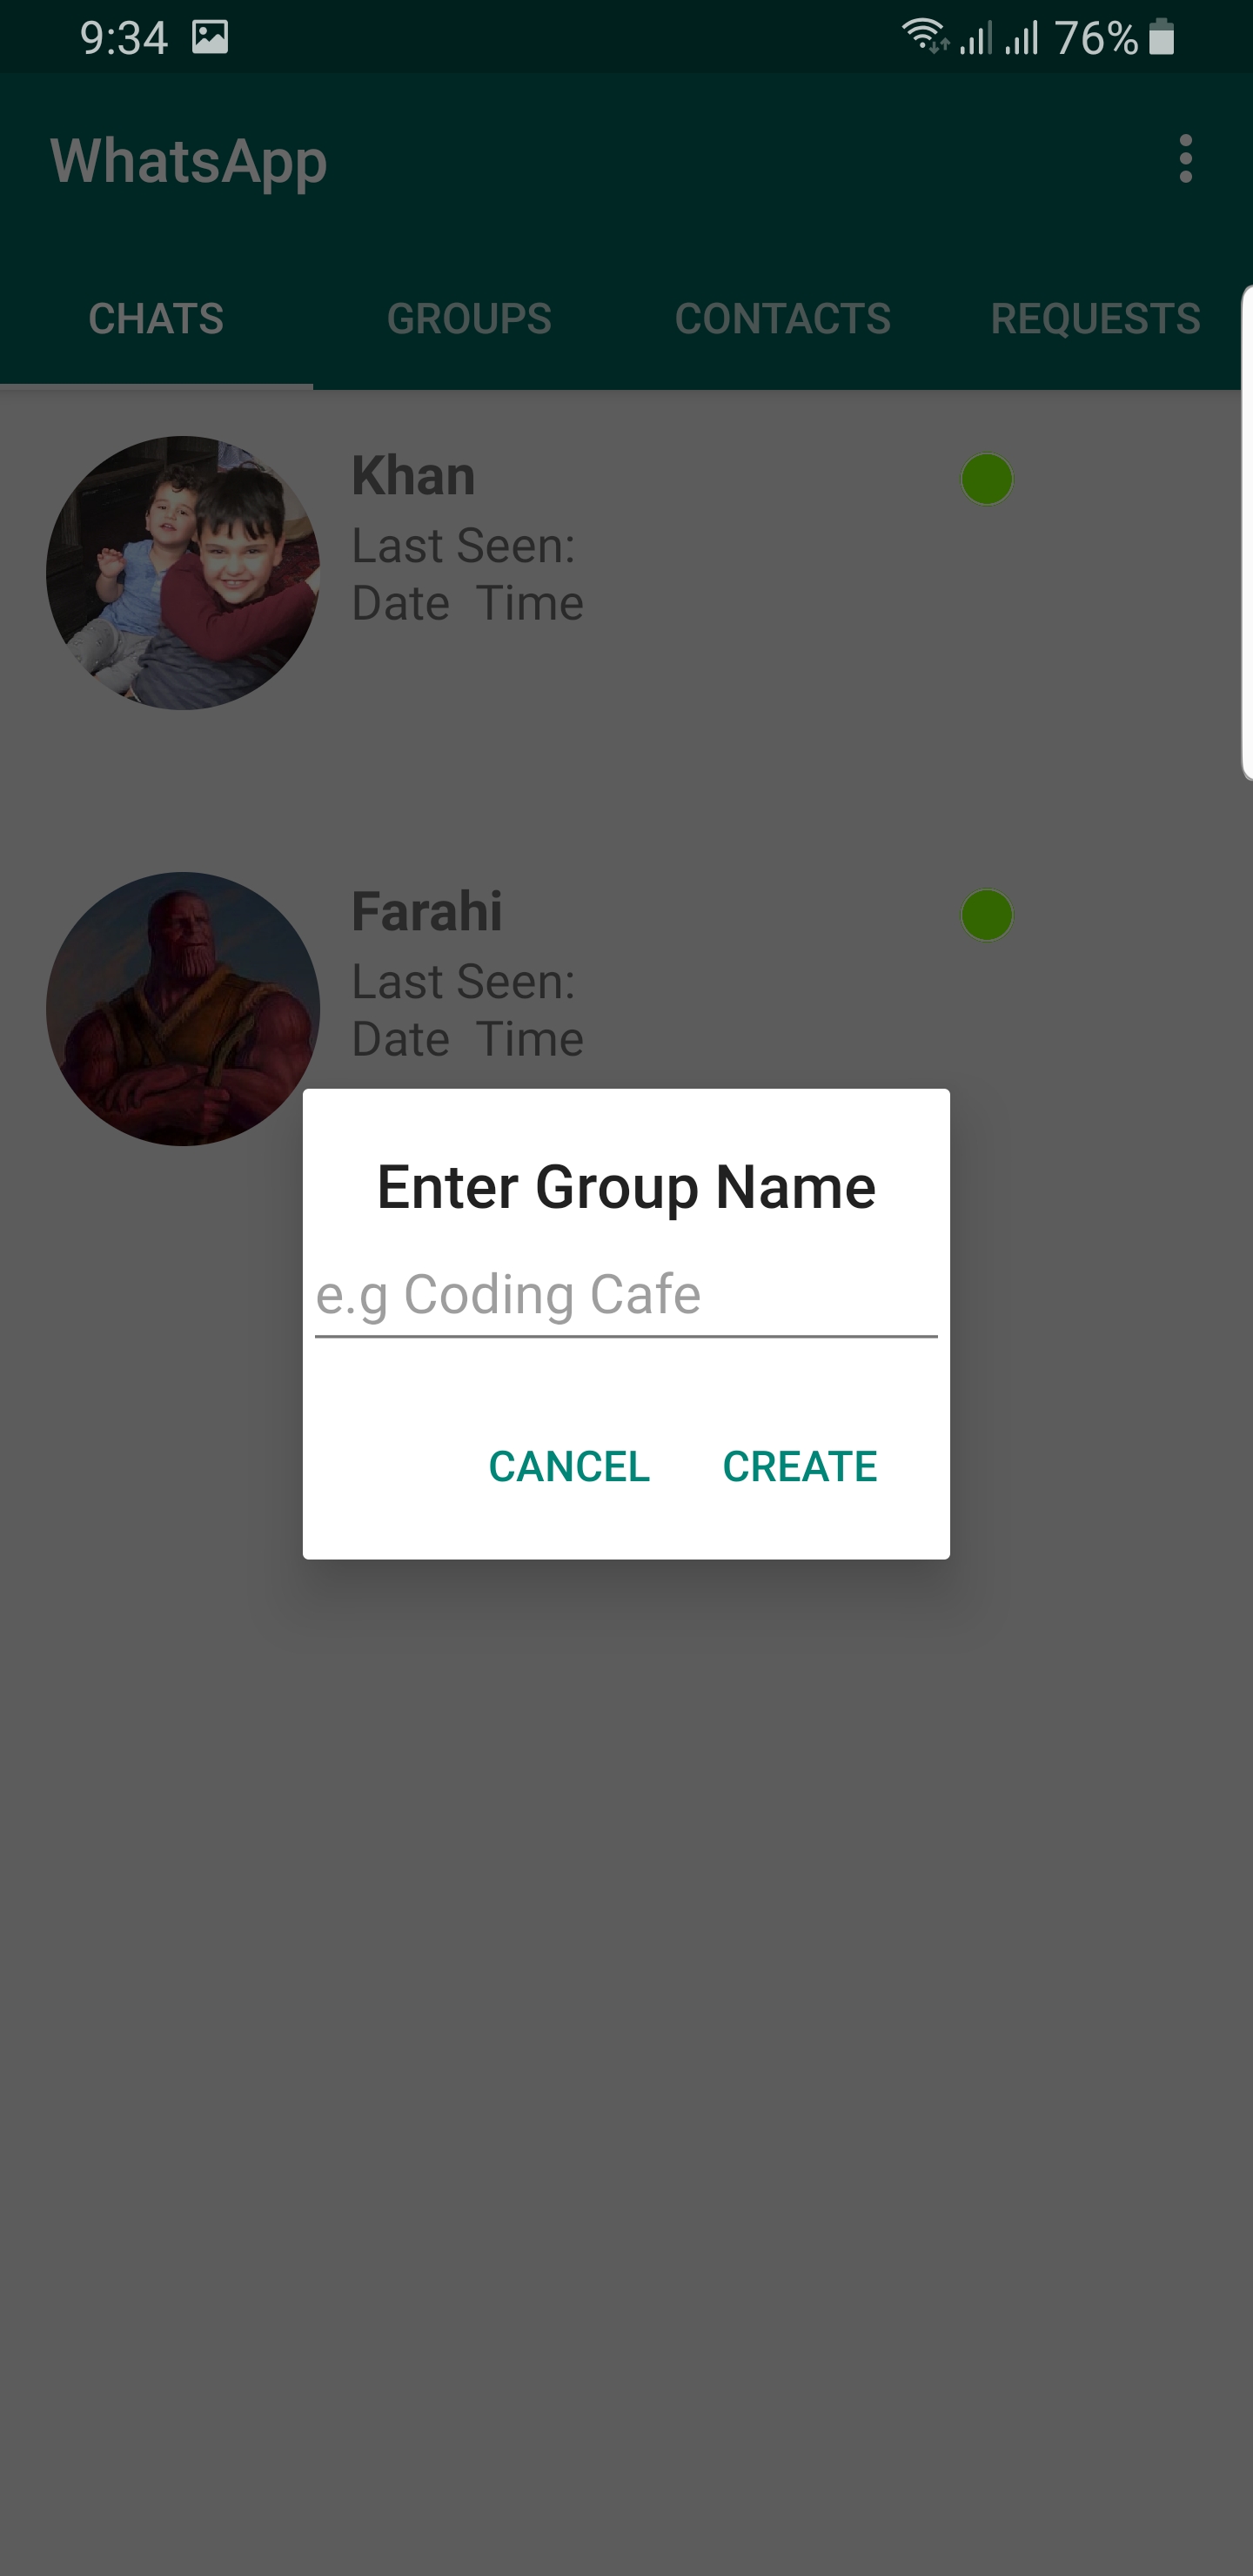 9:34 76%
WhatsApp
CHATS GROUPS CONTACTS REQUESTS
Khan
Last Seen:
Date Time
Farahi
Last Seen:
Date Time
Enter Group Name
e.g Coding Cafe
CANCEL CREATE